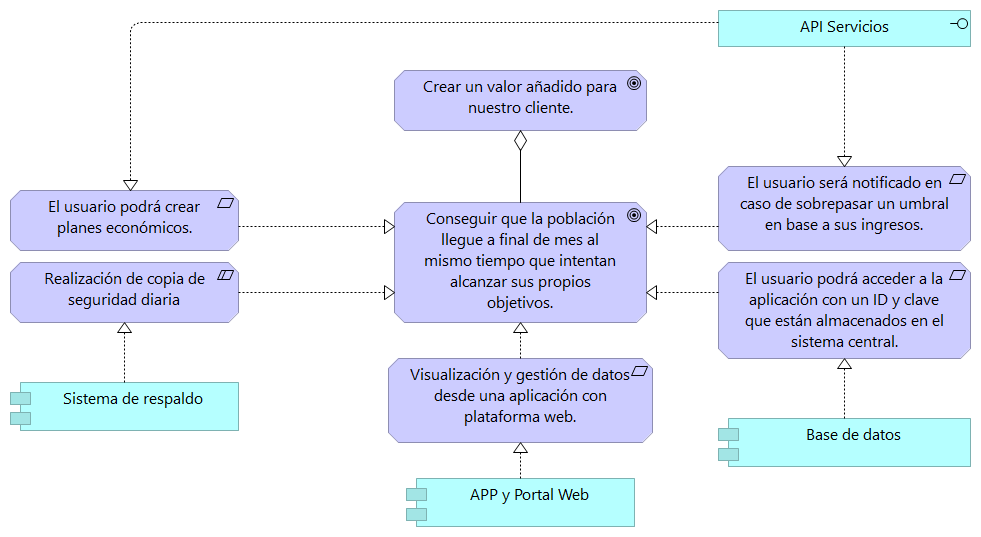 API Servicios
Crear un valor añadido para
nuestro cliente.
El usuario podrá crear
planes económicos.
Conseguir que la población
llegue a final de mes al
mismo tiempo que intentan
alcanzar sus propios
objetivos.
El usuario será notificado en
caso de sobrepasar un umbral
en base a sus ingresos.
Realización de copia de
seguridad diaria
El usuario podrá acceder a la
aplicación con un ID y clave
que están almacenados en el
sistema central.
Sistema de respaldo
Visualización y gestión de datos
desde una aplicación con
plataforma web.
Base de datos
APP y Portal Web